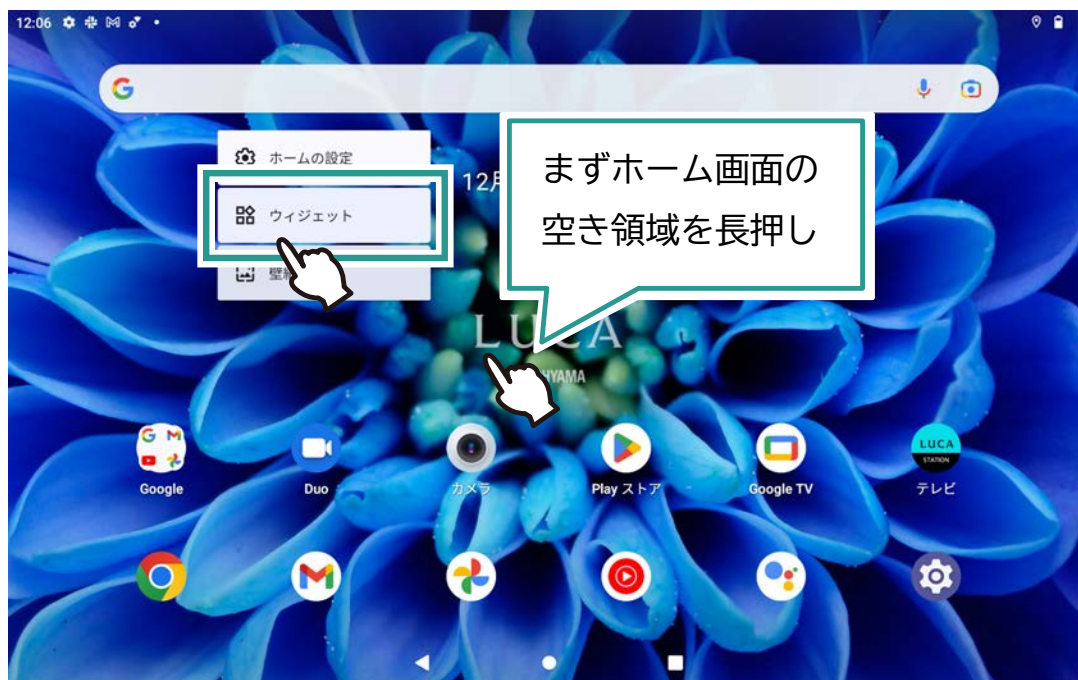 12:06
ホームの設定
ウィジェット
12月
まずホーム画面の
空き領域を長押し
LUCA
HYAMA
Google
Duo
カメラ
Play ストア
Google TV
LUCA
STATION
テレビ